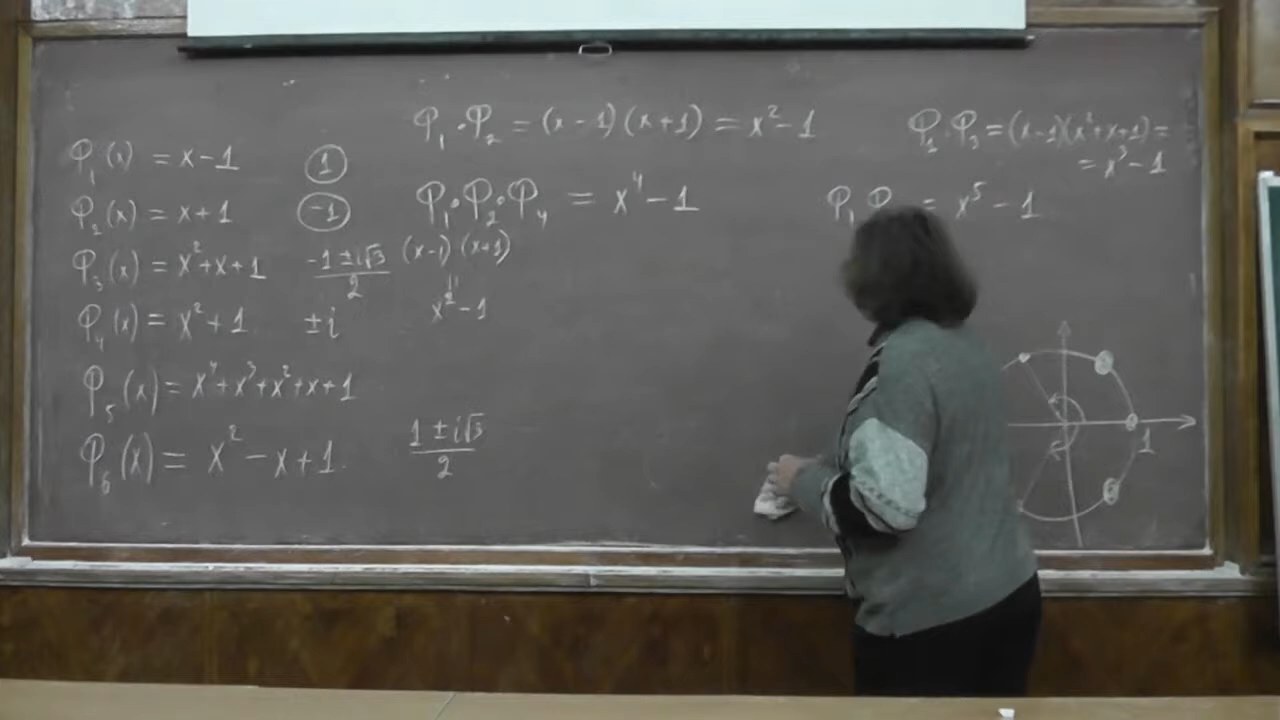 φ₁(x) = x-1 (1)
φ₂(x) = x+1 (-1)
φ₃(x) = x²+x+1 (-1±i√3)/2
φ₄(x) = x²+1 ±i
φ₅(x) = x⁴+x³+x²+x+1
φ₆(x) = x²-x+1 (1±i√3)/2
φ₁·φ₂ = (x-1)(x+1) = x²-1
φ₁·φ₂·φ₄ = x⁴-1
(x-1)(x+1)
x²-1
φ₁·φ₃ = (x-1)(x²+x+1) =
= x³-1
φ₁ φ = x⁵-1
1